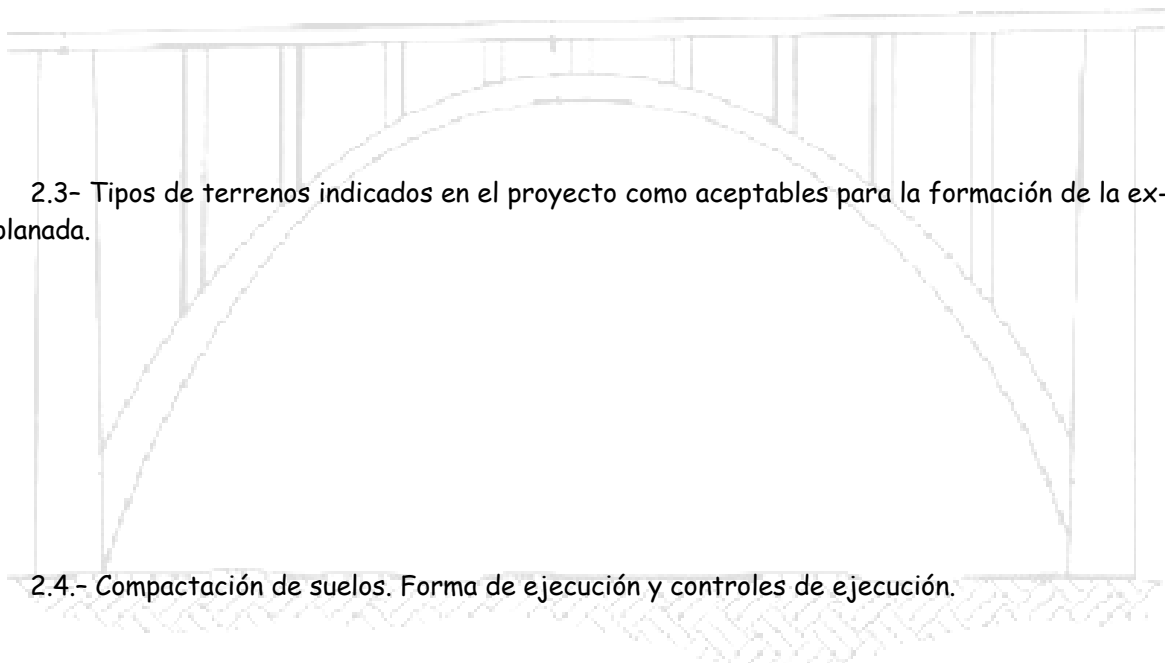 2.3- Tipos de terrenos indicados en el proyecto como aceptables para la formación de la ex-
planada.
2.4.- Compactación de suelos. Forma de ejecución y controles de ejecución.